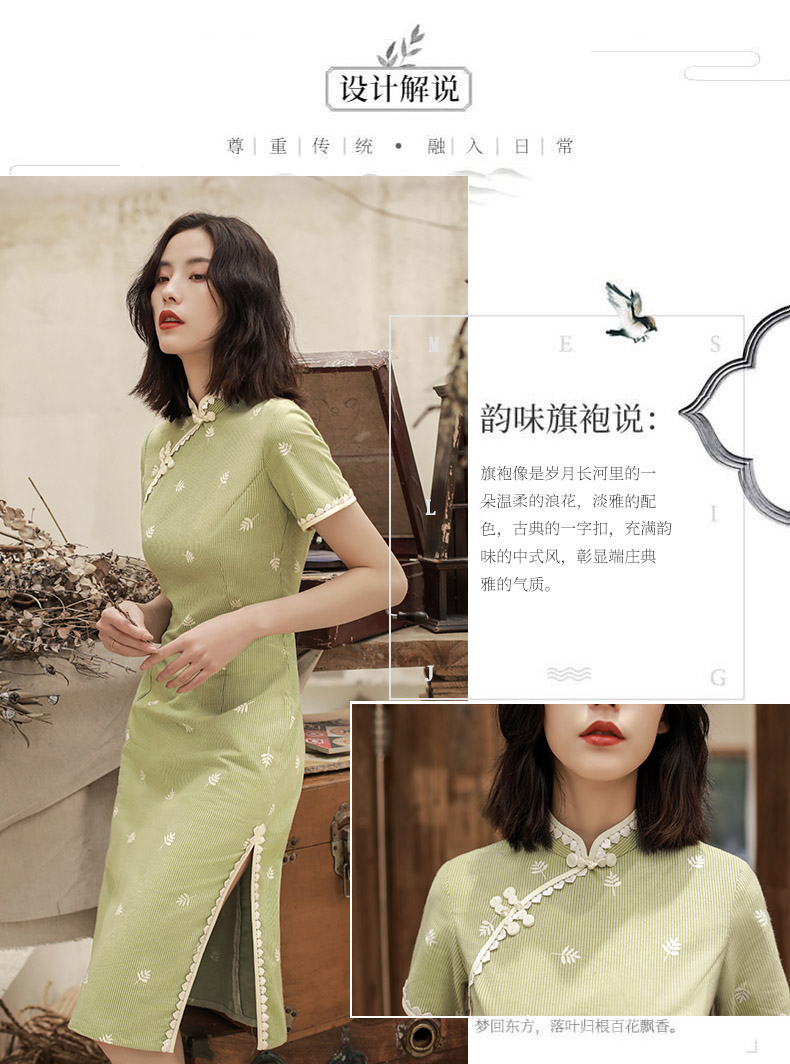 设计解说
尊重传统·融入日常
M E S
韵味旗袍说：
旗袍像是岁月长河里的一
朵温柔的浪花，淡雅的配
色，古典的一字扣，充满韵
味的中式风，彰显端庄典
雅的气质。
L I
J G
梦回东方，落叶归根百花飘香。